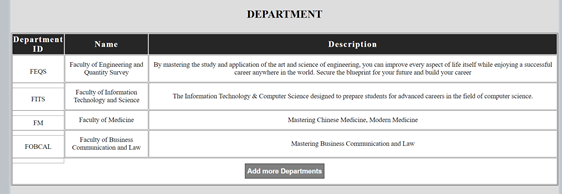 DEPARTMENT
Department ID Name Description
FEQS Faculty of Engineering and Quantity Survey By mastering the study and application of the art and science of engineering, you can improve every aspect of life itself while enjoying a successful career anywhere in the world. Secure the blueprint for your future and build your career
FITS Faculty of Information Technology and Science The Information Technology & Computer Science designed to prepare students for advanced careers in the field of computer science.
FM Faculty of Medicine Mastering Chinese Medicine, Modern Medicine
FOBCAL Faculty of Business Communication and Law Mastering Business Communication and Law
Add more Departments